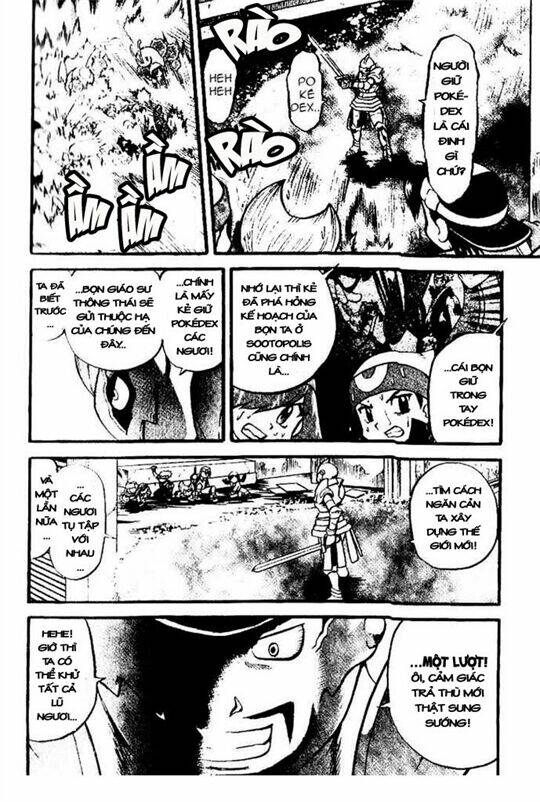 NGƯỜI
GIỮ
POKÉ-
DEX
LÀ CÁI
ĐINH
GÌ
CHỨ?
RÀO
PO
KÉ
DEX...
HEH
HEH
RÀO
ẦM
ẦM
ẦM
...CÁI BỌN
GIỮ
TRONG
TAY
POKÉDEX!
NHỚ LẠI THÌ KẺ
ĐÃ PHÁ HỎNG
KẾ HOẠCH CỦA
BỌN TA Ở
SOOTOPOLIS
CŨNG CHÍNH
LÀ...
...CHÍNH
LÀ MẤY
KẺ GIỮ
POKÉDEX
CÁC
NGƯƠI!
...BỌN GIÁO SƯ
THÔNG THÁI SẼ
GỬI THUỘC HẠ
CỦA CHÚNG ĐẾN
ĐÂY..
TA ĐÃ
BIẾT
TRƯỚC
...
...TÌM CÁCH
NGĂN CẢN TA
XÂY
DỰNG THẾ
GIỚI MỚI!
...
CÁC
NGƯƠI
TỤ TẬP
VỚI
NHAU
...
VÀ
MỘT
LẦN
NỮA
...
...MỘT LƯỢT!
ÔI, CẢM GIÁC
TRẢ THÙ MỚI
THẬT SUNG
SƯỚNG!
HEHE!
GIỜ THÌ
TA CÓ
THỂ KHỬ
TẤT CẢ
LŨ
NGƯƠI...